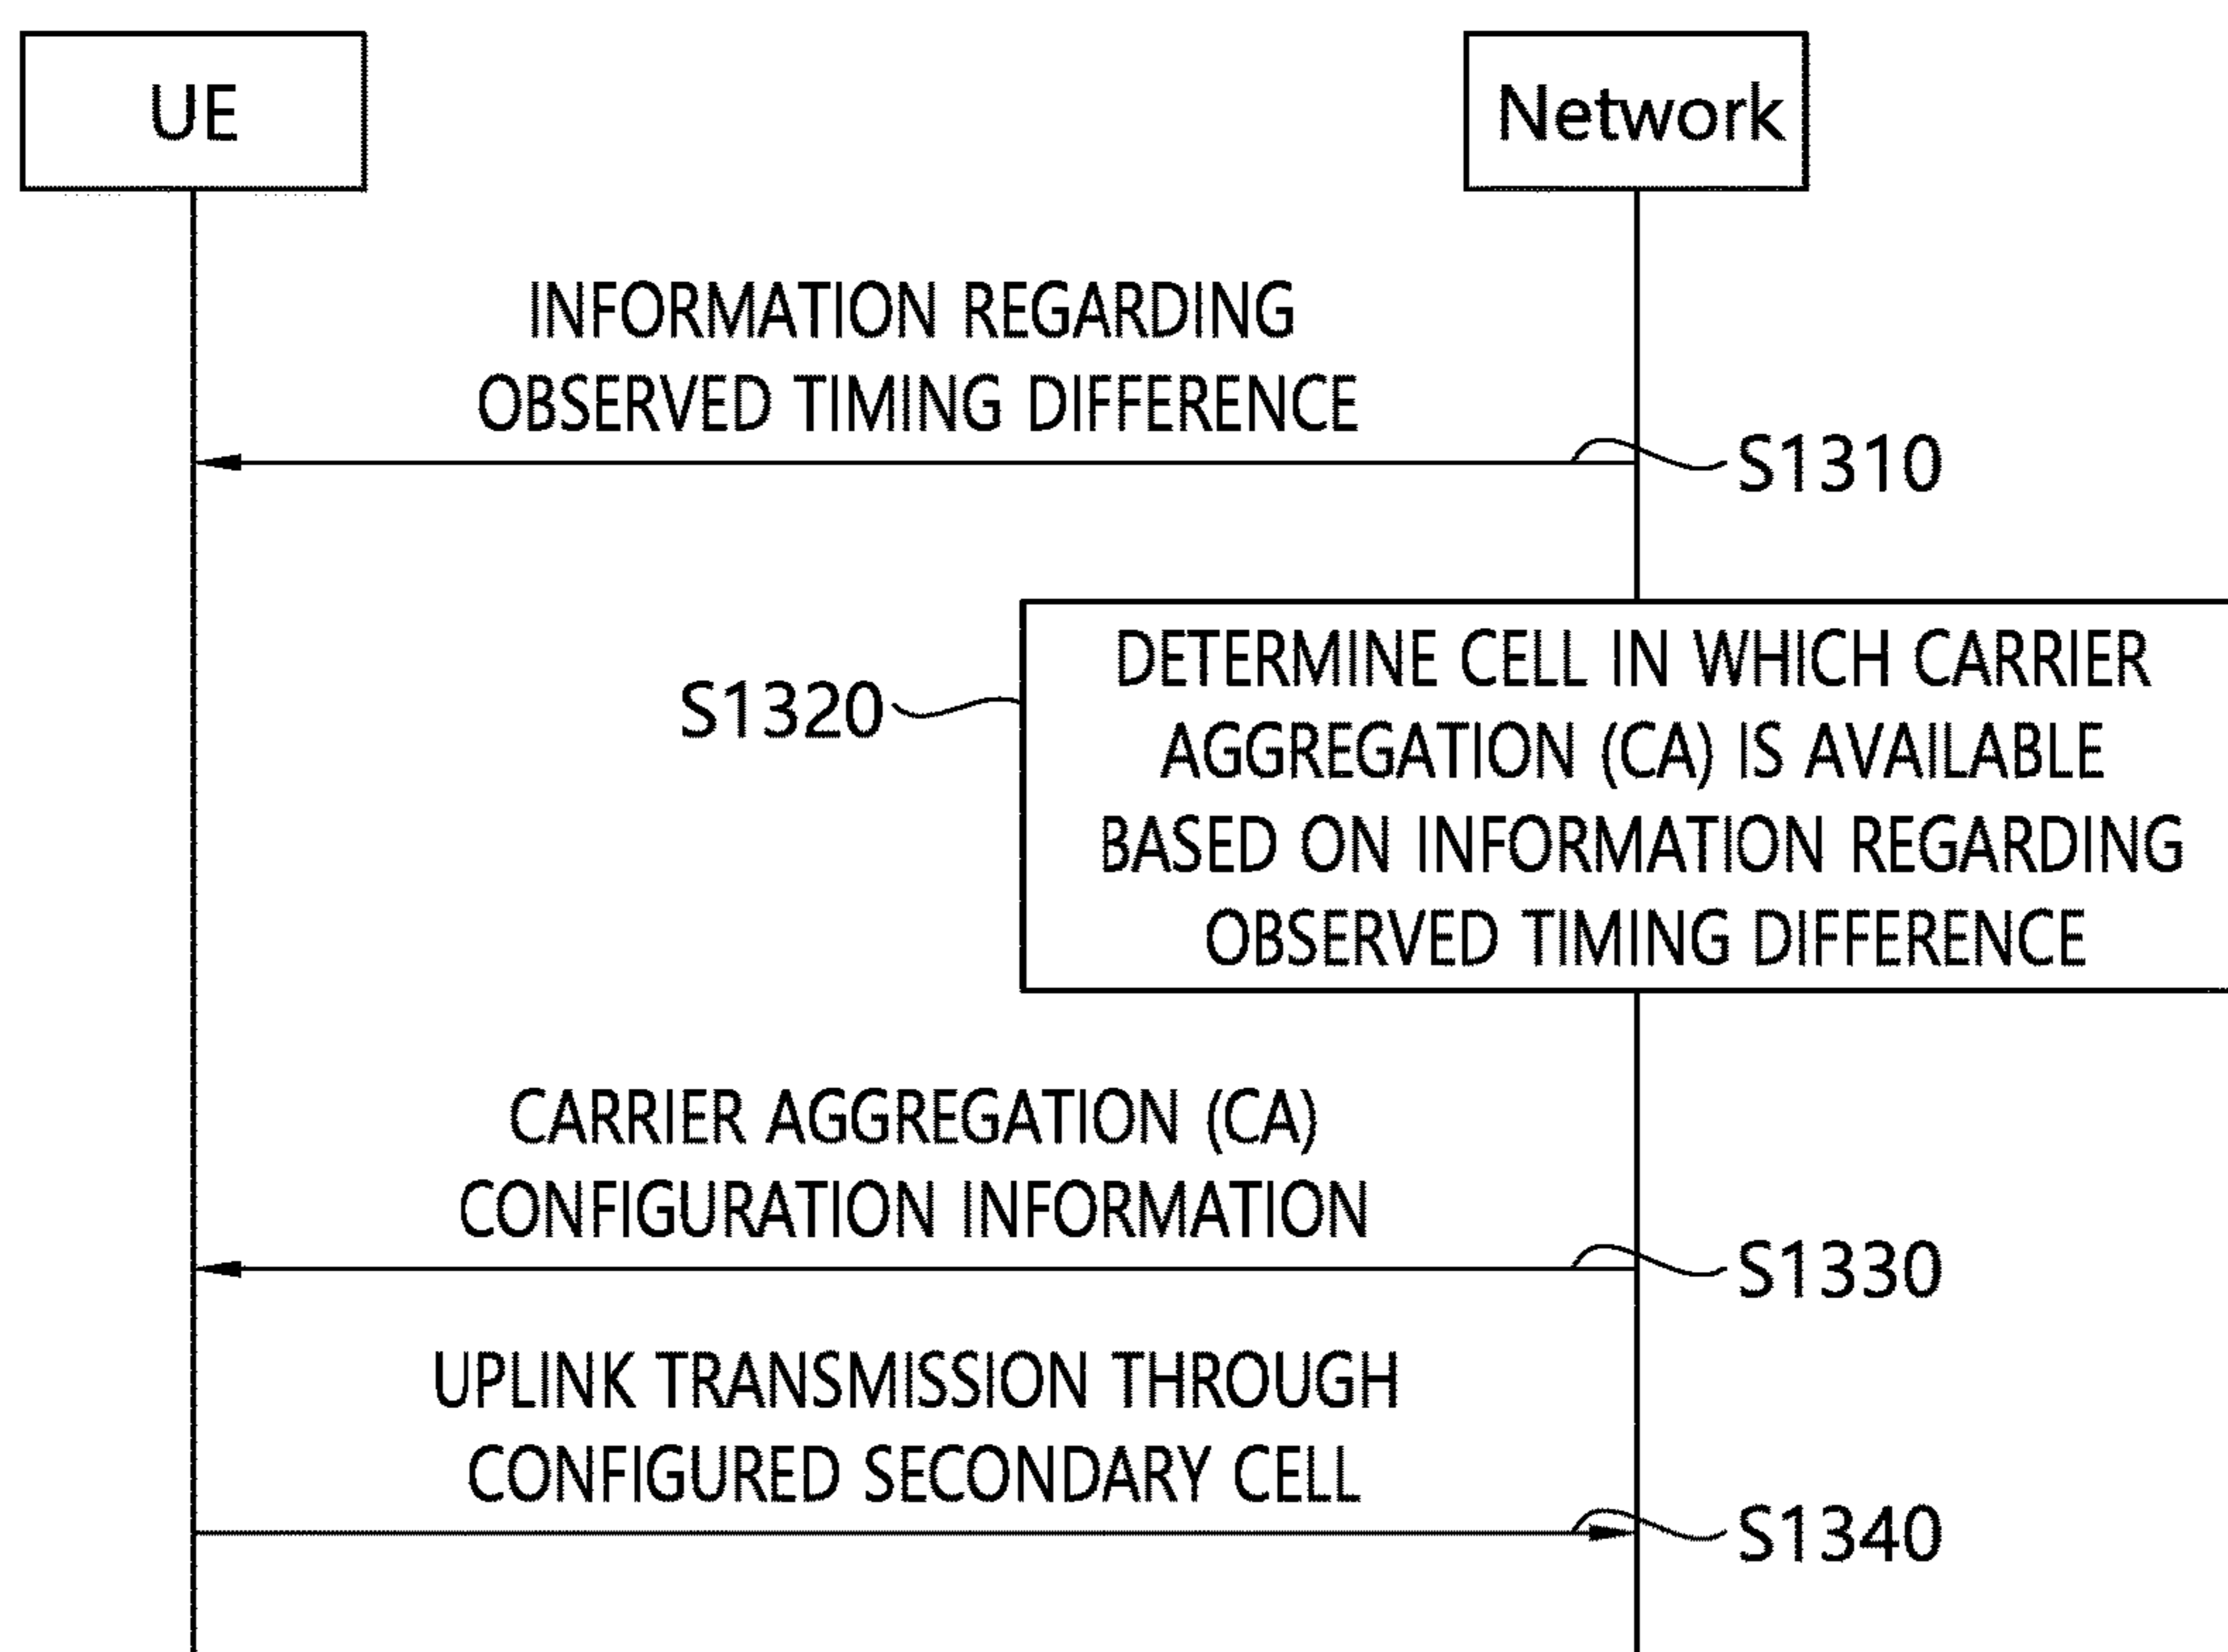 UE
Network
INFORMATION REGARDING
OBSERVED TIMING DIFFERENCE
S1310
DETERMINE CELL IN WHICH CARRIER
AGGREGATION (CA) IS AVAILABLE
BASED ON INFORMATION REGARDING
OBSERVED TIMING DIFFERENCE
S1320
CARRIER AGGREGATION (CA)
CONFIGURATION INFORMATION
S1330
UPLINK TRANSMISSION THROUGH
CONFIGURED SECONDARY CELL
S1340